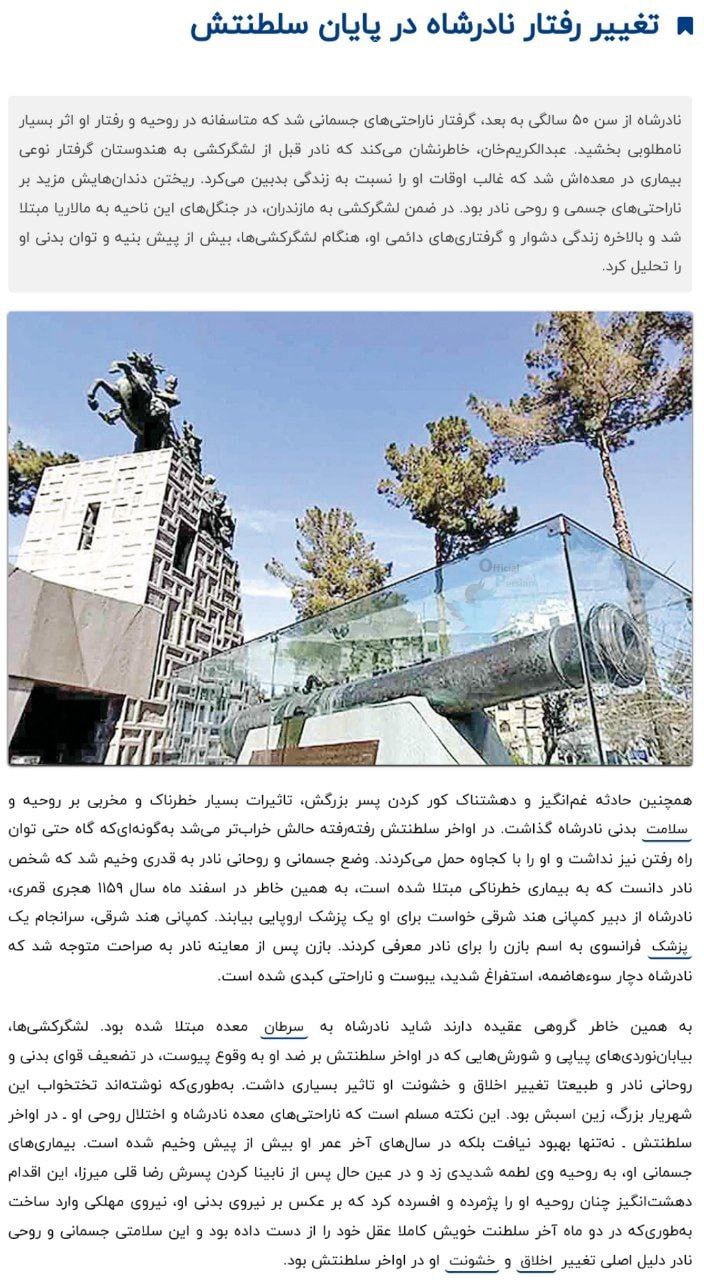 تغییر رفتار نادرشاه در پایان سلطنتش
نادرشاه از سن ۵۰ سالگی به بعد، گرفتار ناراحتی‌های جسمانی شد که متاسفانه در روحیه و رفتار او اثر بسیار
نامطلوبی بخشید. عبدالکریم‌خان، خاطرنشان می‌کند که نادر قبل از لشگرکشی به هندوستان گرفتار نوعی
بیماری در معده‌اش شد که غالب اوقات او را نسبت به زندگی بدبین می‌کرد. ریختن دندان‌هایش مزید بر
ناراحتی‌های جسمی و روحی نادر بود. در ضمن لشگرکشی به مازندران، در جنگل‌های این ناحیه به مالاریا مبتلا
شد و بالاخره زندگی دشوار و گرفتاری‌های دائمی او، هنگام لشگرکشی‌ها، بیش از پیش بنیه و توان بدنی او
را تحلیل کرد.
Official
Persian
همچنین حادثه غم‌انگیز و دهشتناک کور کردن پسر بزرگش، تاثیرات بسیار خطرناک و مخربی بر روحیه و
سلامت بدنی نادرشاه گذاشت. در اواخر سلطنتش رفته‌رفته حالش خراب‌تر می‌شد به‌گونه‌ای‌که گاه حتی توان
راه رفتن نیز نداشت و او را با کجاوه حمل می‌کردند. وضع جسمانی و روحانی نادر به قدری وخیم شد که شخص
نادر دانست که به بیماری خطرناکی مبتلا شده است، به همین خاطر در اسفند ماه سال ۱۱۵۹ هجری قمری،
نادرشاه از دبیر کمپانی هند شرقی خواست برای او یک پزشک اروپایی بیابند. کمپانی هند شرقی، سرانجام یک
پزشک فرانسوی به اسم بازن را برای نادر معرفی کردند. بازن پس از معاینه نادر به صراحت متوجه شد که
نادرشاه دچار سوءهاضمه، استفراغ شدید، یبوست و ناراحتی کبدی شده است.
به همین خاطر گروهی عقیده دارند شاید نادرشاه به سرطان معده مبتلا شده بود. لشگرکشی‌ها،
بیابان‌نوردی‌های پیاپی و شورش‌هایی که در اواخر سلطنتش بر ضد او به وقوع پیوست، در تضعیف قوای بدنی و
روحانی نادر و طبیعتا تغییر اخلاق و خشونت او تاثیر بسیاری داشت. به‌طوری‌که نوشته‌اند تختخواب این
شهریار بزرگ، زین اسبش بود. این نکته مسلم است که ناراحتی‌های معده نادرشاه و اختلال روحی او ـ در اواخر
سلطنتش ـ نه‌تنها بهبود نیافت بلکه در سال‌های آخر عمر او بیش از پیش وخیم شده است. بیماری‌های
جسمانی او، به روحیه وی لطمه شدیدی زد و در عین حال پس از نابینا کردن پسرش رضا قلی میرزا، این اقدام
دهشت‌انگیز چنان روحیه او را پژمرده و افسرده کرد که بر عکس بر نیروی بدنی او، نیروی مهلکی وارد ساخت
به‌طوری‌که در دو ماه آخر سلطنت خویش کاملا عقل خود را از دست داده بود و این سلامتی جسمانی و روحی
نادر دلیل اصلی تغییر اخلاق و خشونت او در اواخر سلطنتش بود.